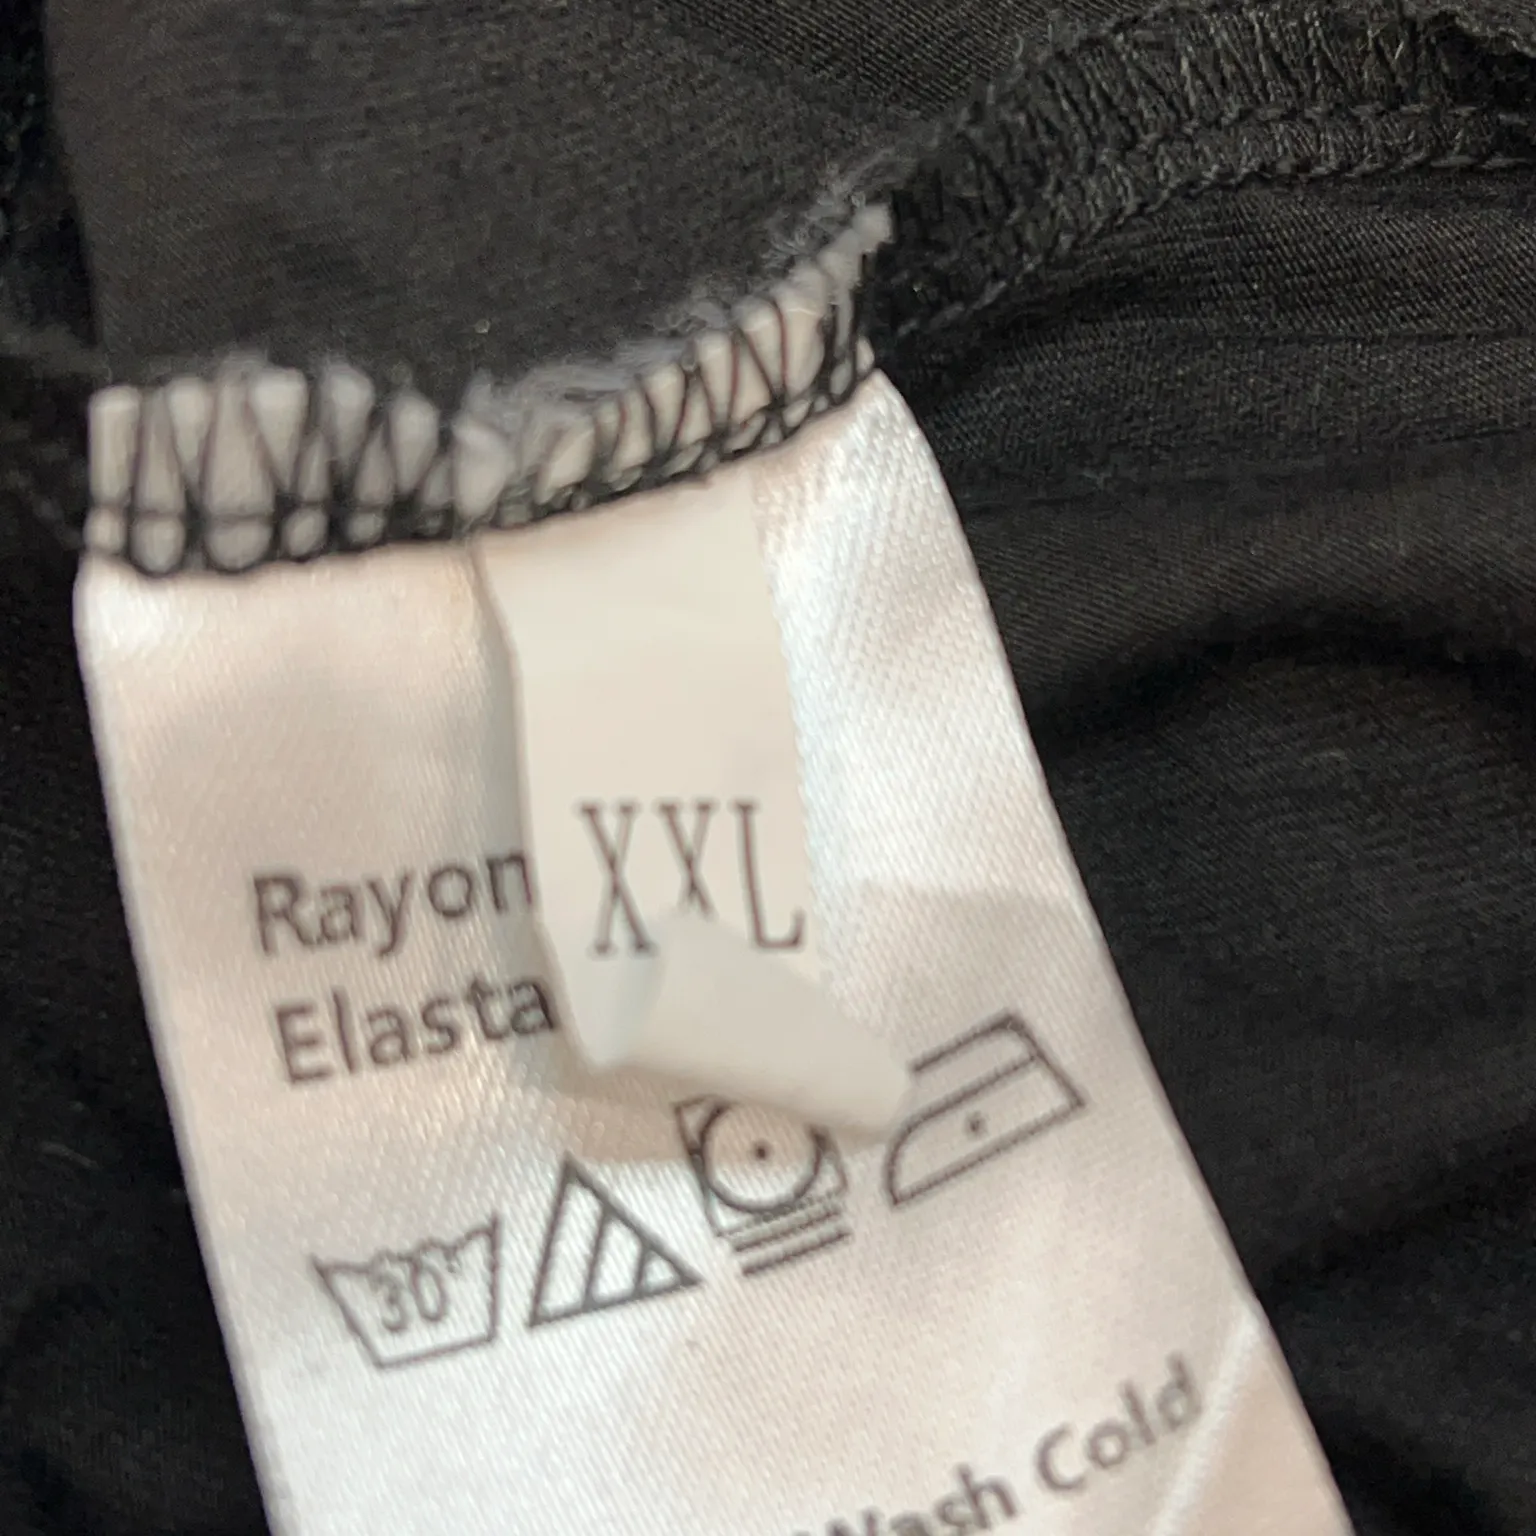 XXL
Rayon
Elasta
30°
Wash Cold